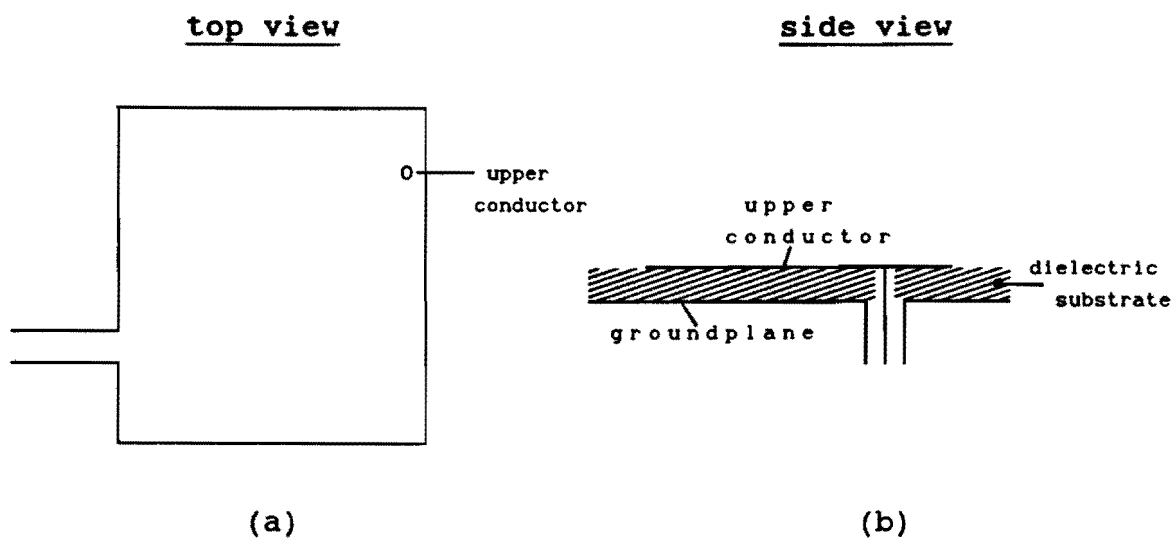 top view
side view
O
upper
conductor
upper
conductor
dielectric
substrate
groundplane
(a)
(b)